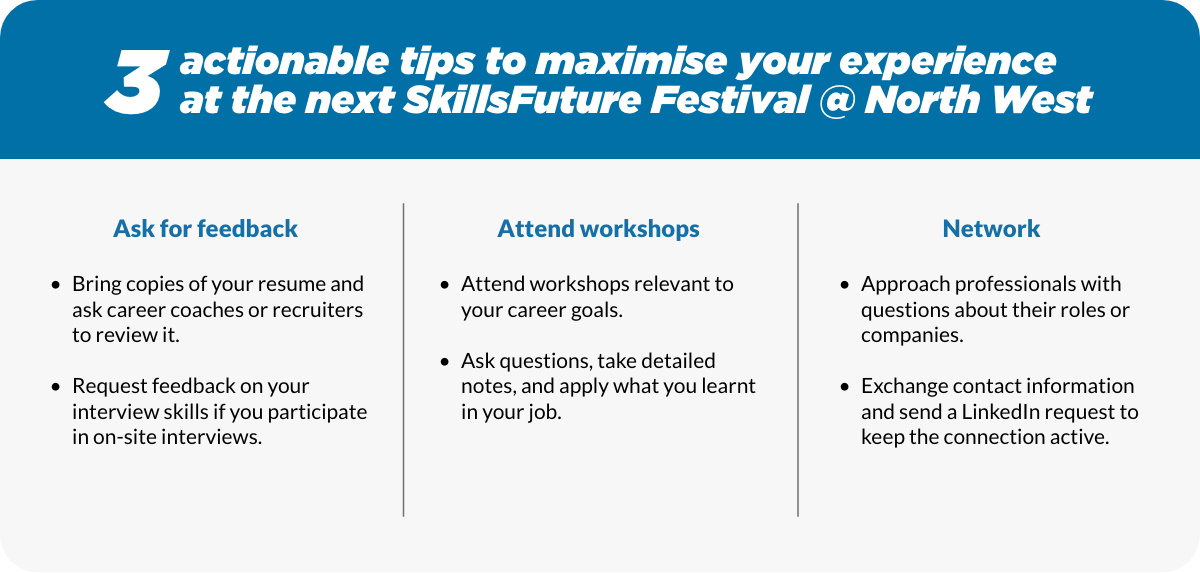 3 actionable tips to maximise your experience
at the next SkillsFuture Festival @ North West
Ask for feedback
• Bring copies of your resume and
ask career coaches or recruiters
to review it.
• Request feedback on your
interview skills if you participate
in on-site interviews.
Attend workshops
• Attend workshops relevant to
your career goals.
• Ask questions, take detailed
notes, and apply what you learnt
in your job.
Network
• Approach professionals with
questions about their roles or
companies.
• Exchange contact information
and send a LinkedIn request to
keep the connection active.